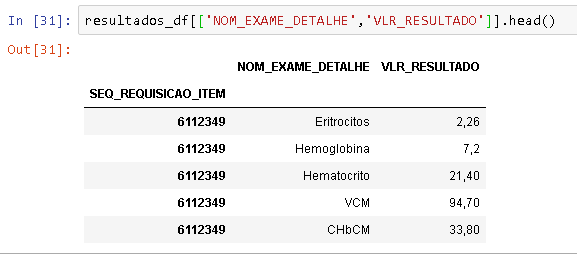 In [31]: resultados_df[['NOM_EXAME_DETALHE','VLR_RESULTADO']].head()
Out[31]:
NOM_EXAME_DETALHE VLR_RESULTADO
SEQ_REQUISICAO_ITEM
6112349 Eritrocitos 2,26
6112349 Hemoglobina 7,2
6112349 Hematocrito 21,40
6112349 VCM 94,70
6112349 CHbCM 33,80